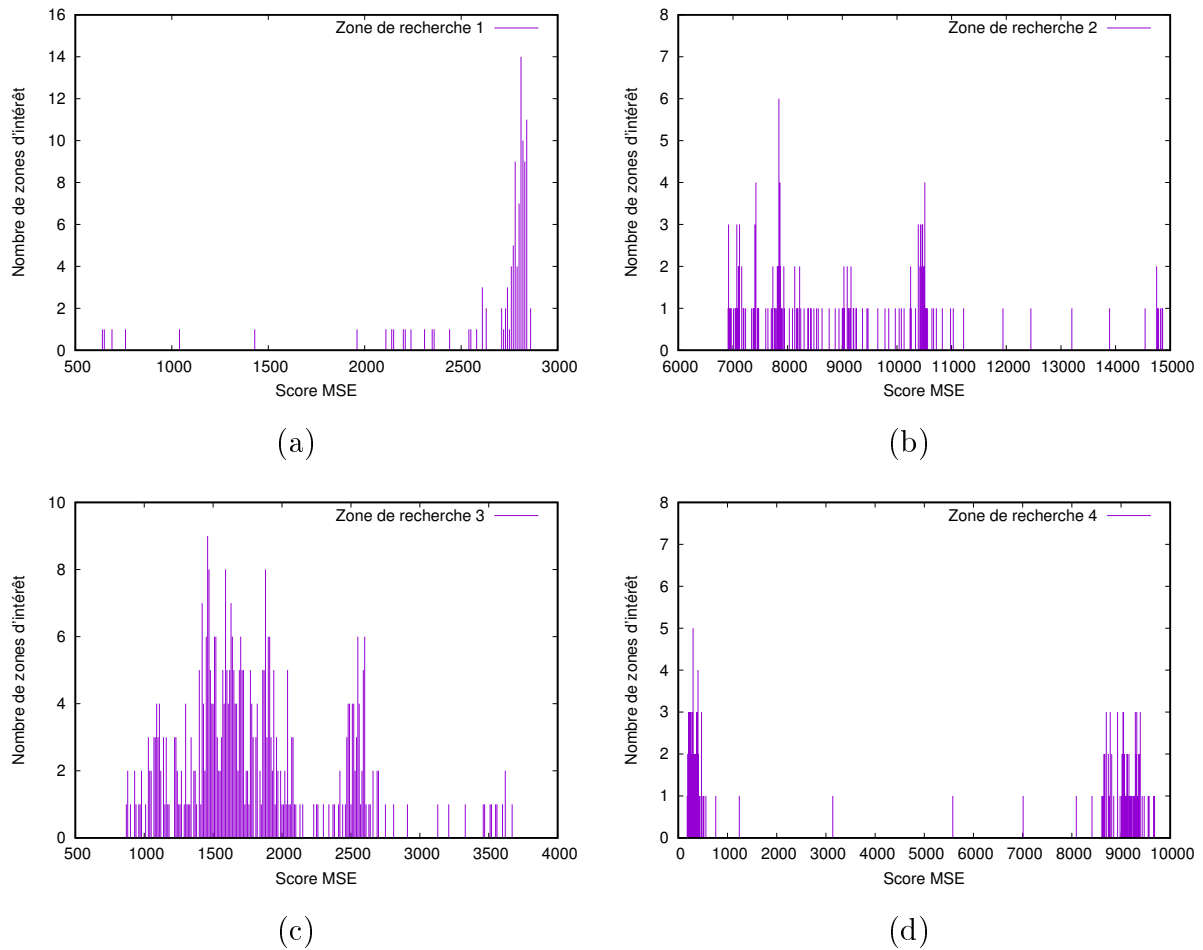 Zone de recherche 1
Nombre de zones d'intérêt
16
14
12
10
8
6
4
2
0
500 1000 1500 2000 2500 3000
Score MSE
(a)
Zone de recherche 2
Nombre de zones d'intérêt
8
7
6
5
4
3
2
1
0
6000 7000 8000 9000 10000 11000 12000 13000 14000 15000
Score MSE
(b)
Zone de recherche 3
Nombre de zones d'intérêt
10
8
6
4
2
0
500 1000 1500 2000 2500 3000 3500 4000
Score MSE
(c)
Zone de recherche 4
Nombre de zones d'intérêt
8
7
6
5
4
3
2
1
0
0 1000 2000 3000 4000 5000 6000 7000 8000 9000 10000
Score MSE
(d)